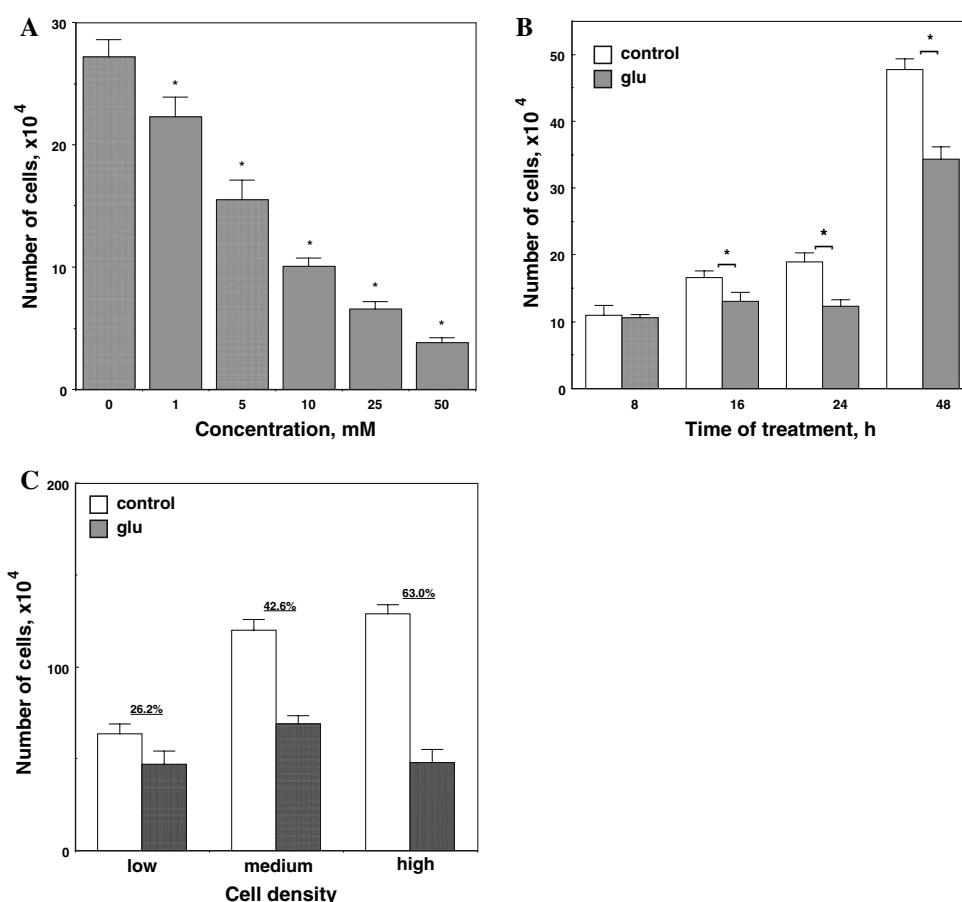 A
Number of cells, x10⁴
30
20
10
0
*
*
*
*
*
0 1 5 10 25 50
Concentration, mM
B
Number of cells, x10⁴
control
glu
50
40
30
20
10
0
*
*
*
8 16 24 48
Time of treatment, h
C
Number of cells, x10⁴
control
glu
200
100
0
26.2%
42.6%
63.0%
low medium high
Cell density